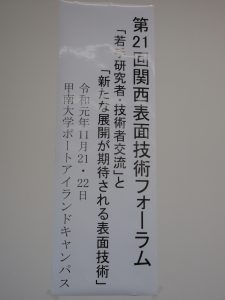 第21回関西表面技術フォーラム
「若手研究者・技術者交流」と
「新たな展開が期待される表面技術」
令和元年11月21・22日
甲南大学ポートアイランドキャンパス